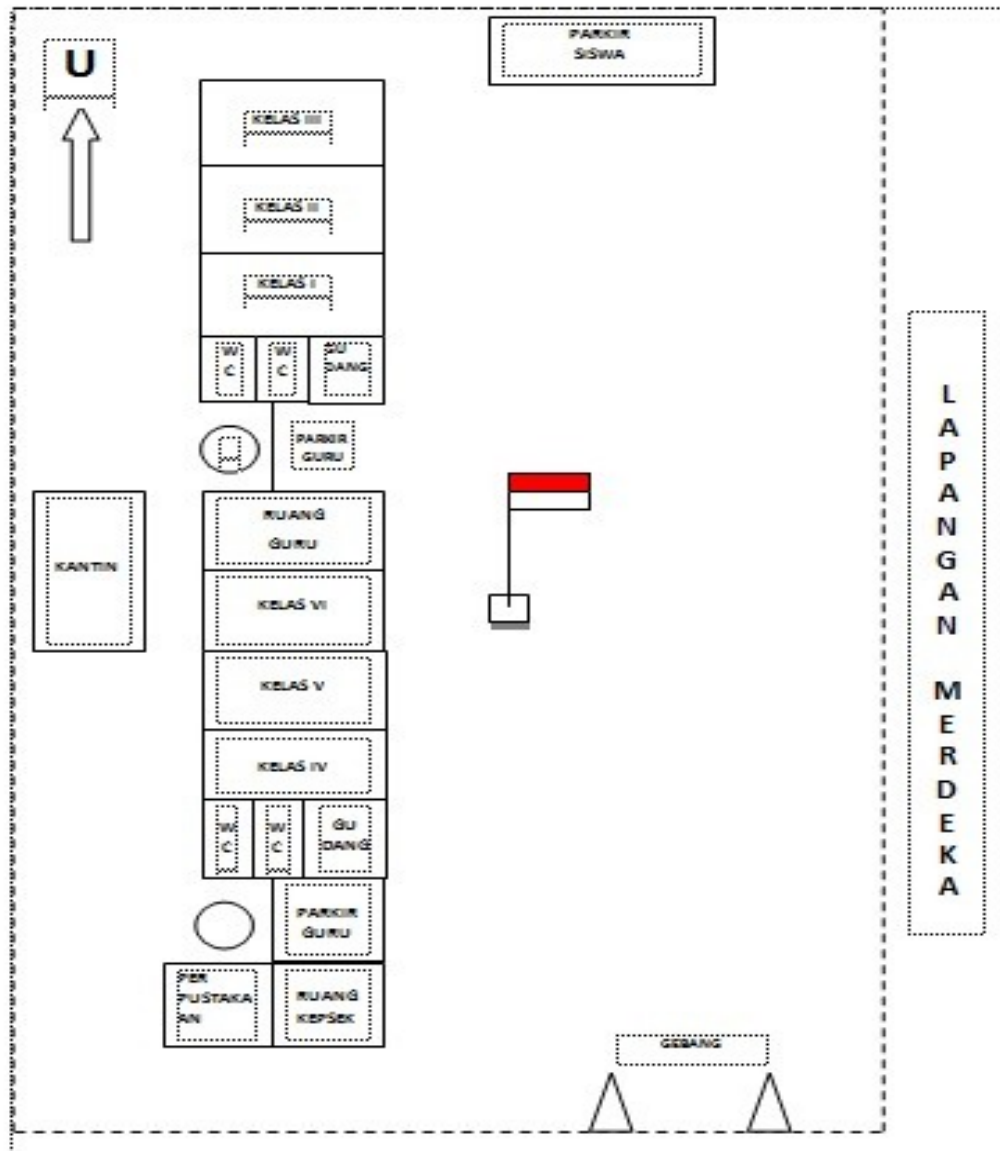 U
PARKIR
SISWA
KELAS III
KELAS II
KELAS I
W
C
W
C
GU
DANG
PARKIR
GURU
RUANG
GURU
KANTIN
KELAS VI
KELAS V
KELAS IV
W
C
W
C
GU
DANG
PARKIR
GURU
PER
PUSTAKA
AN
RUANG
KEPSEK
GEBANG
L
A
P
A
N
G
A
N
M
E
R
D
E
K
A